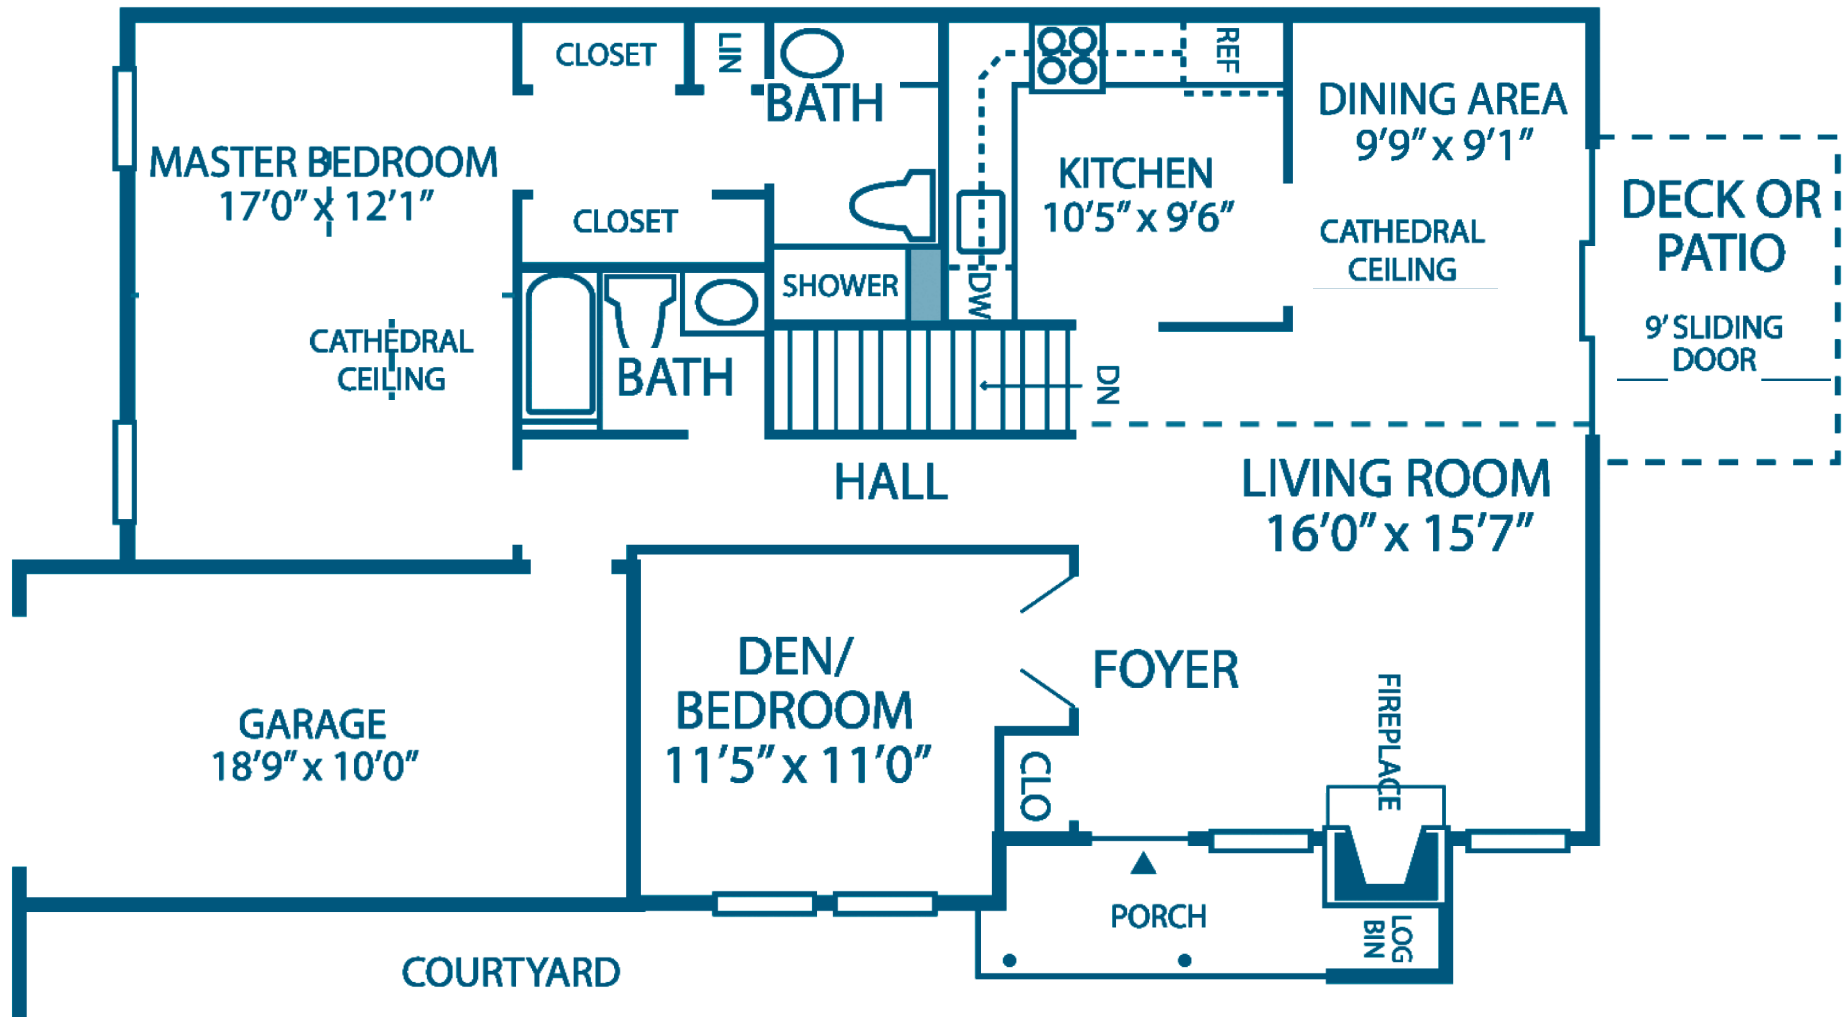 CLOSET
LIN
BATH
REF
DINING AREA
9'9" x 9'1"
MASTER BEDROOM
17'0" x 12'1"
CLOSET
KITCHEN
10'5" x 9'6"
CATHEDRAL
CEILING
DECK OR
PATIO
9' SLIDING
DOOR
SHOWER
DW
CATHEDRAL
CEILING
BATH
DN
HALL
LIVING ROOM
16'0" x 15'7"
DEN/
BEDROOM
11'5" x 11'0"
FOYER
FIREPLACE
GARAGE
18'9" x 10'0"
CLO
PORCH
LOG
BIN
COURTYARD